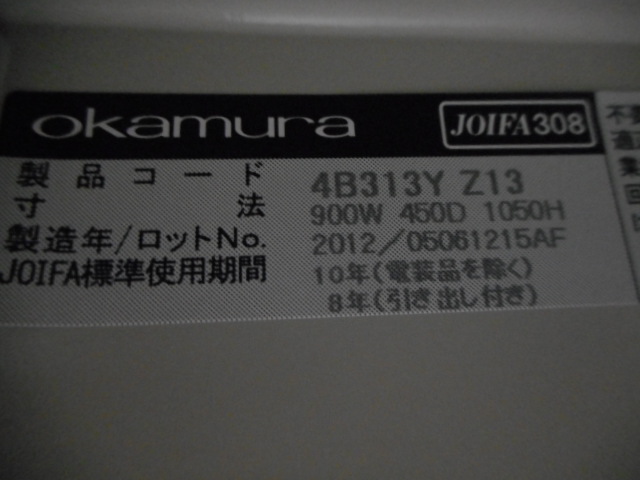 okamura JOIFA308
製品コード 4B313Y Z13
寸法 900W 450D 1050H
製造年/ロットNo. 2012/05061215AF
JOIFA標準使用期間 10年(電装品を除く)
8年(引き出し付き)